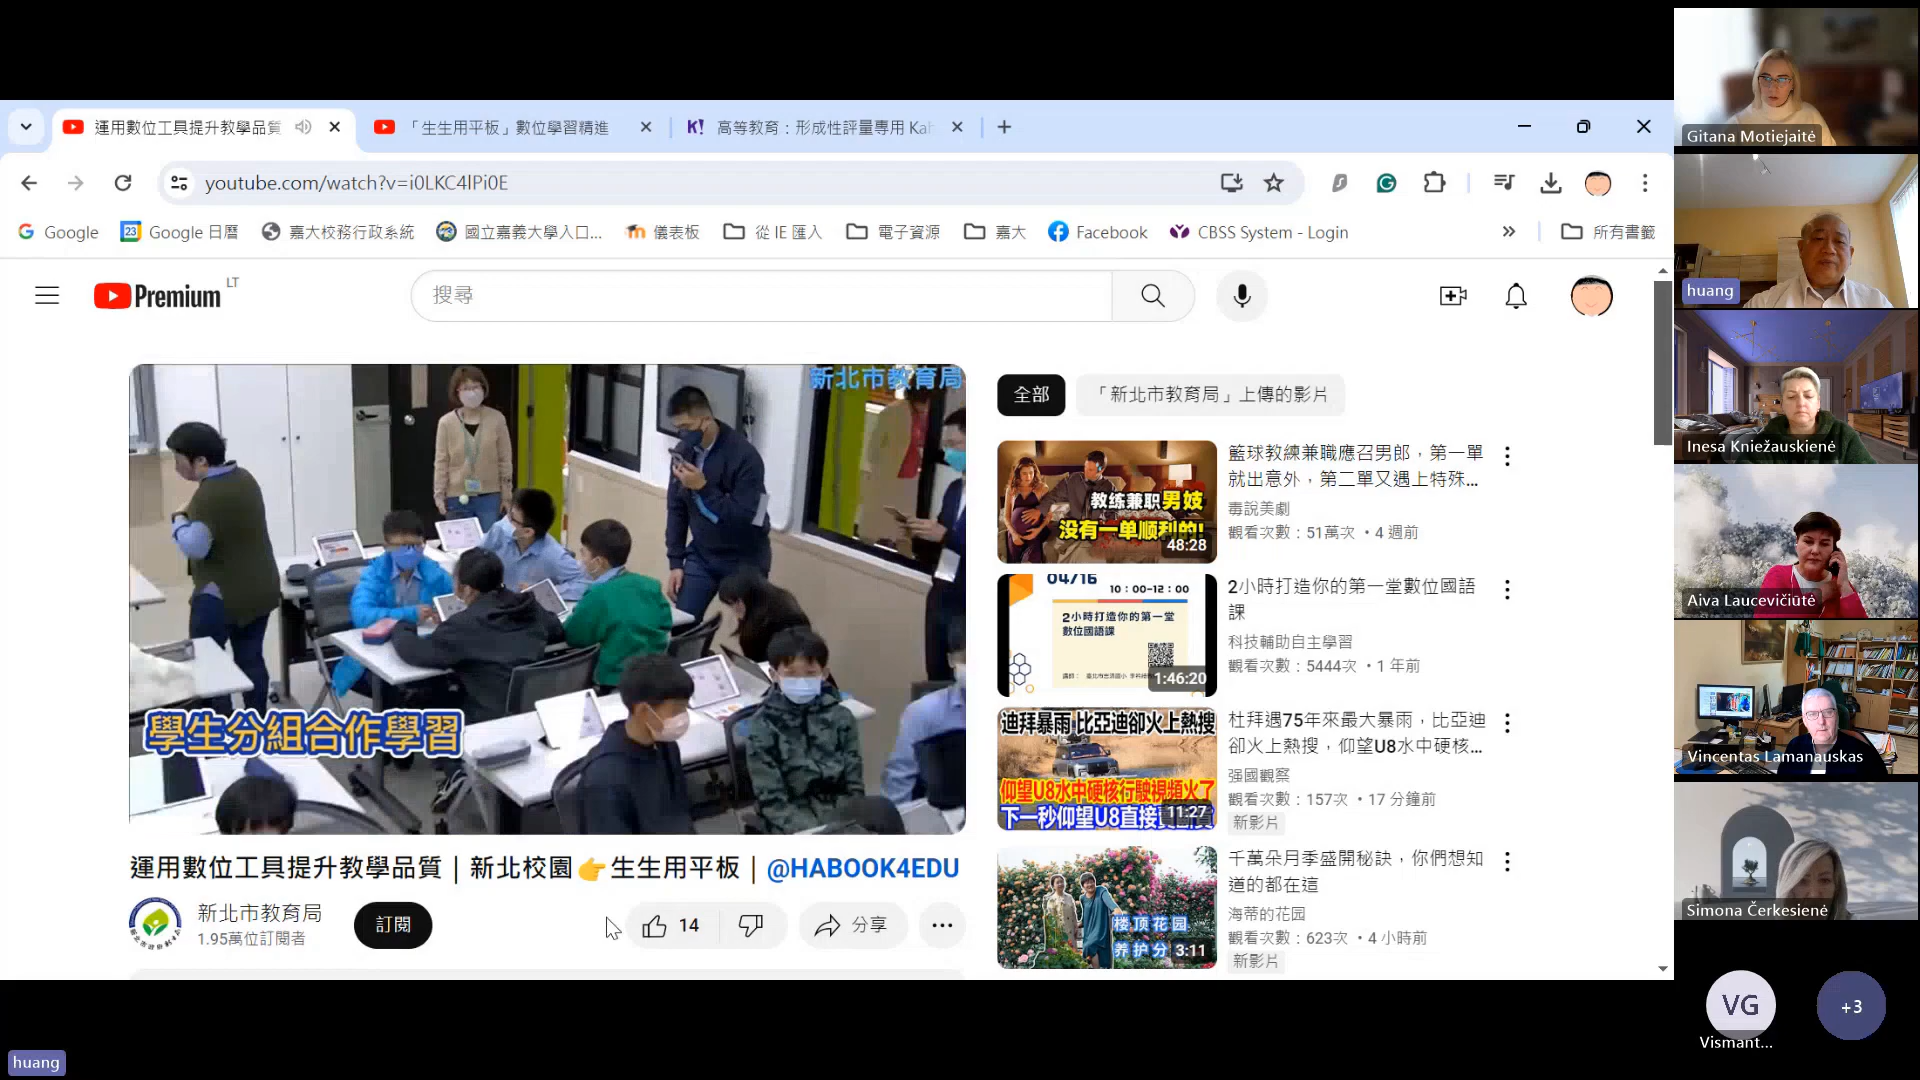 運用數位工具提升教學品質
「生生用平板」數位學習精進
K! 高等教育：形成性評量專用 Kah
youtube.com/watch?v=i0LKC4lPi0E
Google
23
Google 日曆
嘉大校務行政系統
國立嘉義大學入口...
儀表板
從 IE 匯入
電子資源
嘉大
Facebook
CBSS System - Login
所有書籤
Premium LT
搜尋
新北市教育局
學生分組合作學習
運用數位工具提升教學品質｜新北校園👉生生用平板｜@HABOOK4EDU
新北市教育局
1.95萬位訂閱者
訂閱
14
分享
全部
「新北市教育局」上傳的影片
教练兼职男妓
没有一单顺利的!
48:28
籃球教練兼職應召男郎，第一單
就出意外，第二單又遇上特殊...
毒說美劇
觀看次數：51萬次 • 4 週前
04/16
10：00-12：00
2小時打造你的第一堂
數位國語課
1:46:20
2小時打造你的第一堂數位國語
課
科技輔助自主學習
觀看次數：5444次 • 1 年前
迪拜暴雨 比亞迪卻火上熱搜
仰望U8水中硬核行駛視頻火了
下一秒仰望U8直接
11:27
杜拜遇75年來最大暴雨，比亞迪
卻火上熱搜，仰望U8水中硬核...
强國觀察
觀看次數：157次 • 17 分鐘前
新影片
楼顶花园
养护分
3:11
千萬朵月季盛開秘訣，你們想知
道的都在這
海蒂的花园
觀看次數：623次 • 4 小時前
新影片
Gitana Motiejaitė
huang
Inesa Kniežauskienė
Aiva Laucevičiūtė
Vincentas Lamanauskas
Simona Čerkesienė
VG
Vismant...
+3
huang